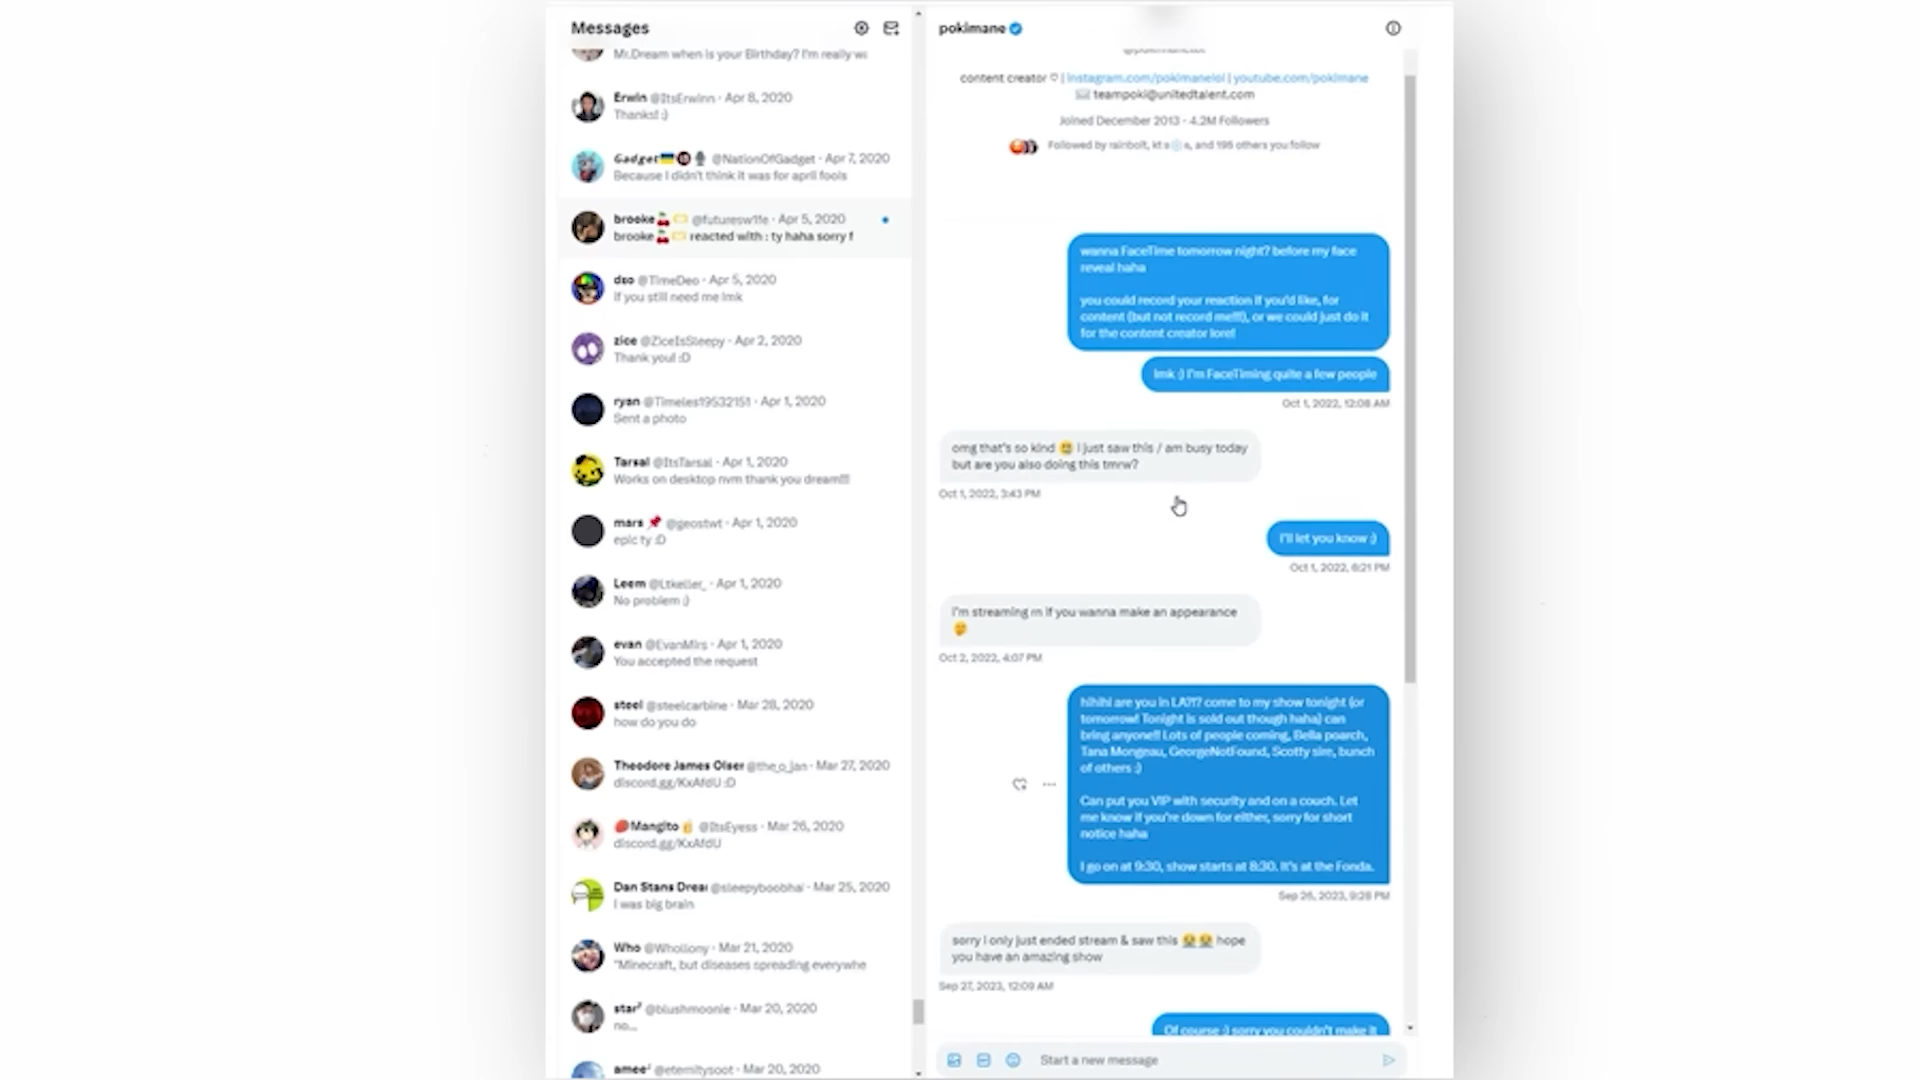 Messages
Mr.Dream when is your Birthday? I'm really wa
Erwin @ItsErwinn · Apr 8, 2020
Thanks! :)
Gadget @NationOfGadget · Apr 7, 2020
Because I didn't think it was for april fools
brooke @futuresw1fe · Apr 5, 2020
brooke reacted with : ty haha sorry f
dso @TimeDeo · Apr 5, 2020
If you still need me lmk
zice @ZiceIsSleepy · Apr 2, 2020
Thank you! :D
ryan @Timeles19532151 · Apr 1, 2020
Sent a photo
Tarsal @ItsTarsal · Apr 1, 2020
Works on desktop nvm thank you dream!!!!
mars @geostwt · Apr 1, 2020
epic ty :D
Leem @Ltkeller_ · Apr 1, 2020
No problem :)
evan @EvanMirs · Apr 1, 2020
You accepted the request
steel @steelcarbine · Mar 28, 2020
how do you do
Theodore James Olsen @the_o_jan · Mar 27, 2020
discord.gg/KxAfdU :D
Mangito @ItsEyess · Mar 26, 2020
discord.gg/KxAfdU
Dan Stans Drea @sleepyboobhal · Mar 25, 2020
I was big brain
Who @Whollony · Mar 21, 2020
"Minecraft, but diseases spreading everywhe
star² @blushmoonie · Mar 20, 2020
no...
amee @eternitysoot · Mar 20, 2020
pokimane
@pokimanelol
content creator ♡ | instagram.com/pokimanelol | youtube.com/pokimane
teampoki@unitedtalent.com
Joined December 2013 · 4.2M Followers
Followed by rainbolt, kt a s, and 195 others you follow
wanna FaceTime tomorrow night? before my face
reveal haha
you could record your reaction if you'd like, for
content (but not record me!!!), or we could just do it
for the content creator lore!
lmk :) I'm FaceTiming quite a few people
Oct 1, 2022, 12:08 AM
omg that's so kind i just saw this / am busy today
but are you also doing this tmrw?
Oct 1, 2022, 3:43 PM
I'll let you know :)
Oct 1, 2022, 6:21 PM
i'm streaming rn if you wanna make an appearance
Oct 2, 2022, 4:07 PM
hihihi are you in LA?!? come to my show tonight (or
tomorrow! Tonight is sold out though haha) can
bring anyone!! Lots of people coming, Bella poarch,
Tana Mongeau, GeorgeNotFound, Scotty sire, bunch
of others :)
Can put you VIP with security and on a couch. Let
me know if you're down for either, sorry for short
notice haha
I go on at 9:30, show starts at 8:30. It's at the Fonda.
Sep 26, 2023, 9:28 PM
sorry i only just ended stream & saw this hope
you have an amazing show
Sep 27, 2023, 12:09 AM
Of course :) sorry you couldn't make it
Start a new message